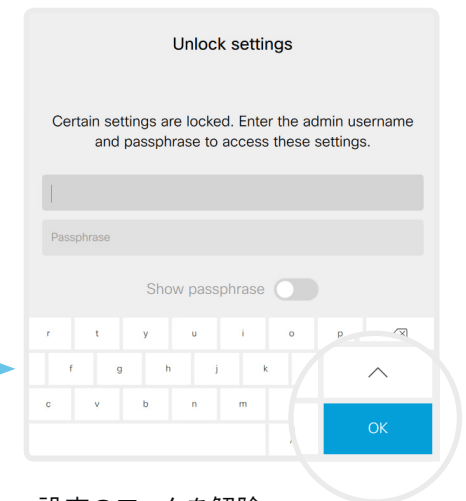 Unlock settings
Certain settings are locked. Enter the admin username
and passphrase to access these settings.
Passphrase
Show passphrase
r t y u i o p
f g h j k
c v b n m
OK